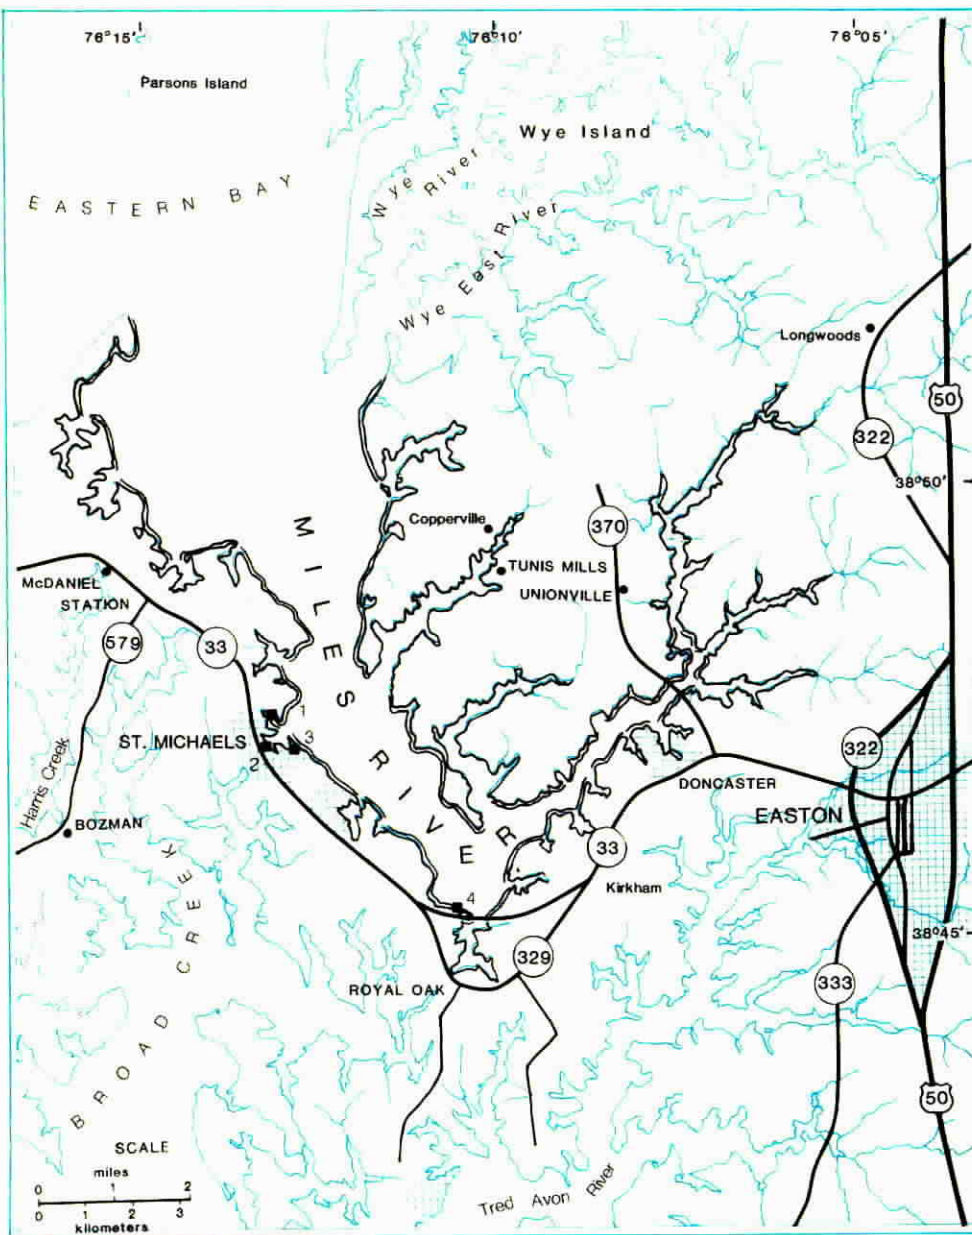 76°15'
76°10'
76°05'
Parsons Island
Wye Island
EASTERN BAY
Wye River
Wye East River
Longwoods
50
322
38°50'
370
Copperville
TUNIS MILLS
UNIONVILLE
McDANIEL
STATION
579
33
MILES RIVER
1
ST. MICHAELS
3
2
322
DONCASTER
EASTON
Harris Creek
BOZMAN
33
Kirkham
4
38°45'
329
333
ROYAL OAK
BROAD CREEK
50
SCALE
miles
0 1 2
0 1 2 3
kilometers
Tred Avon River